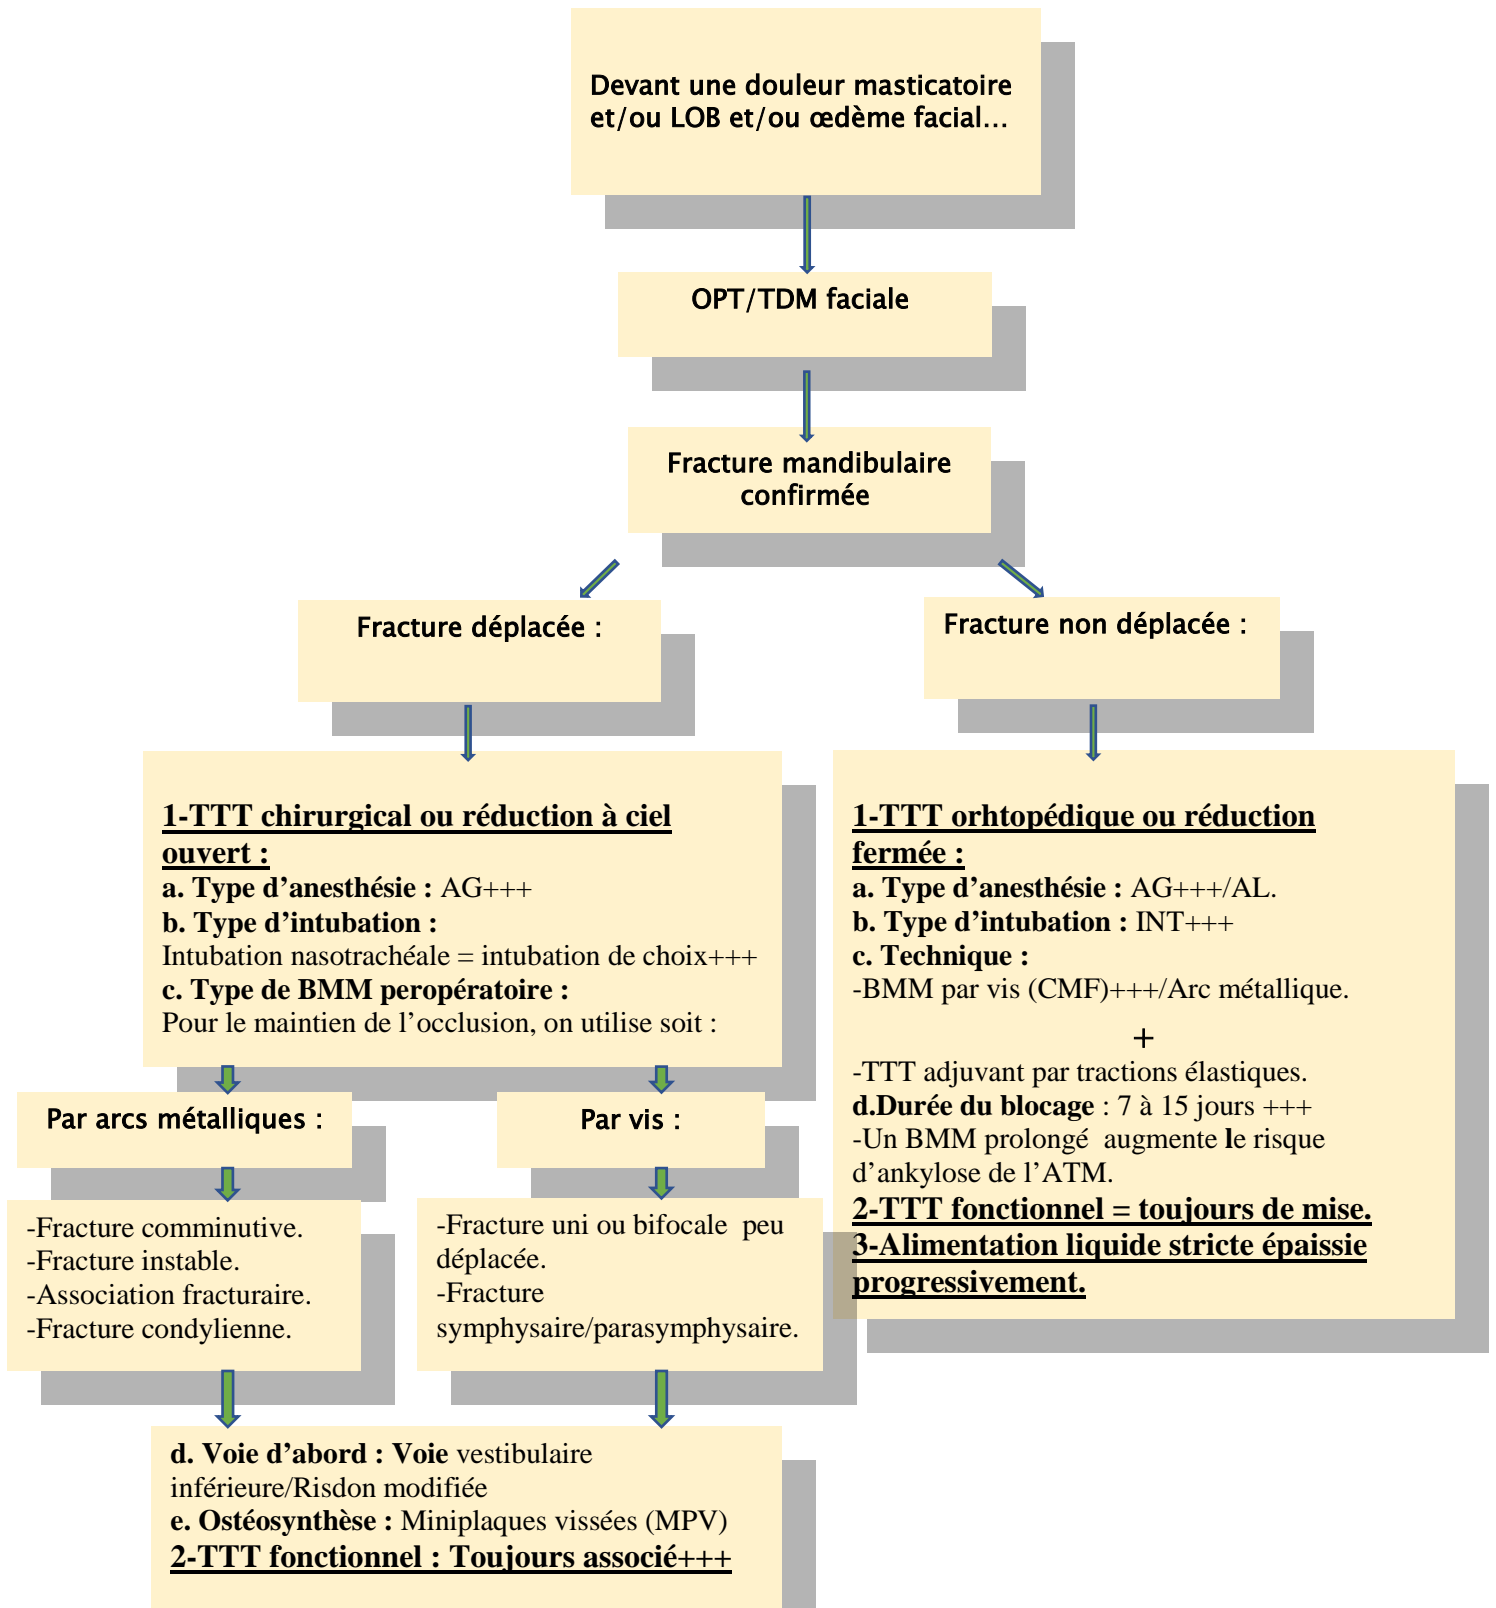 Devant une douleur masticatoire
et/ou LOB et/ou œdème facial...
OPT/TDM faciale
Fracture mandibulaire
confirmée
Fracture déplacée :
Fracture non déplacée :
1-TTT chirurgical ou réduction à ciel
ouvert :
a. Type d’anesthésie : AG+++
b. Type d’intubation :
Intubation nasotrachéale = intubation de choix+++
c. Type de BMM peropératoire :
Pour le maintien de l’occlusion, on utilise soit :
Par arcs métalliques :
Par vis :
-Fracture comminutive.
-Fracture instable.
-Association fracturaire.
-Fracture condylienne.
-Fracture uni ou bifocale  peu
déplacée.
-Fracture
symphysaire/parasymphysaire.
d. Voie d’abord : Voie vestibulaire
inférieure/Risdon modifiée
e. Ostéosynthèse : Miniplaques vissées (MPV)
2-TTT fonctionnel : Toujours associé+++
1-TTT orhtopédique ou réduction
fermée :
a. Type d’anesthésie : AG+++/AL.
b. Type d’intubation : INT+++
c. Technique :
-BMM par vis (CMF)+++/Arc métallique.
+
-TTT adjuvant par tractions élastiques.
d.Durée du blocage : 7 à 15 jours +++
-Un BMM prolongé  augmente le risque
d’ankylose de l’ATM.
2-TTT fonctionnel = toujours de mise.
3-Alimentation liquide stricte épaissie
progressivement.